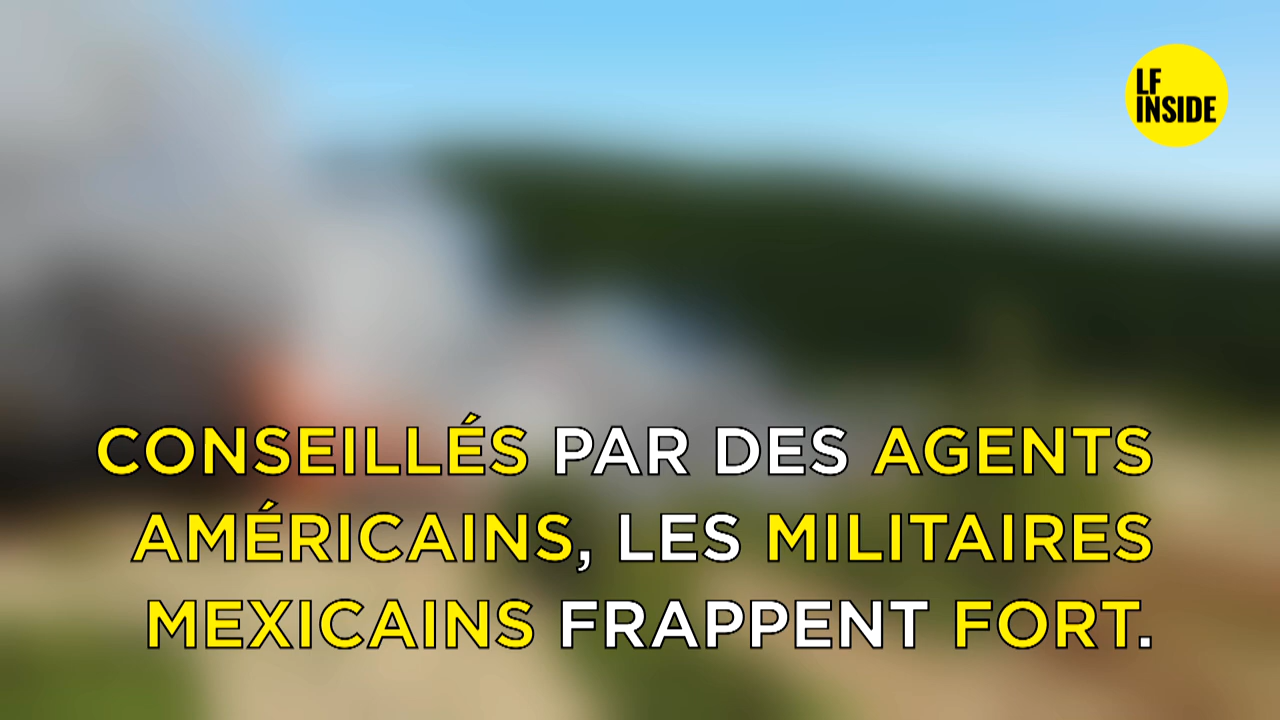 LF
INSIDE
CONSEILLÉS PAR DES AGENTS
AMÉRICAINS, LES MILITAIRES
MEXICAINS FRAPPENT FORT.